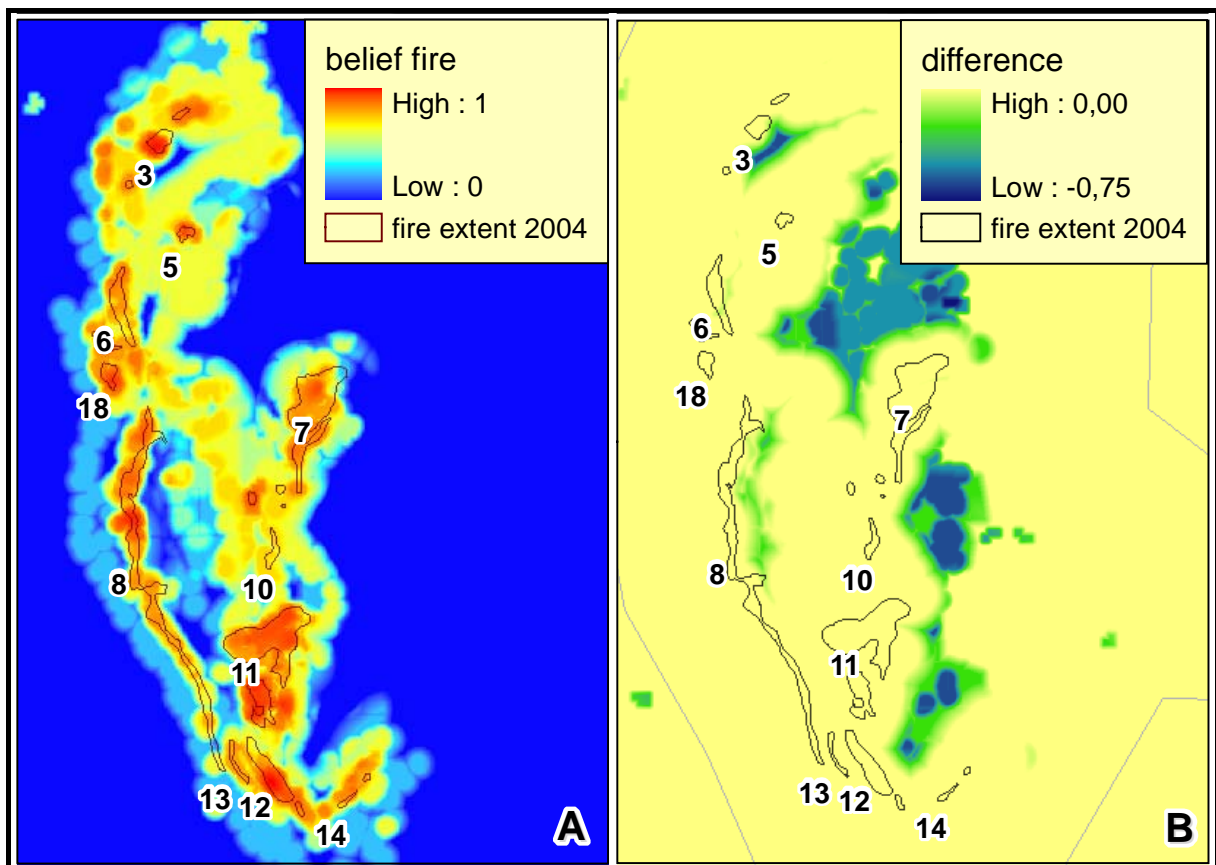 belief fire
High : 1
Low : 0
fire extent 2004
3
5
6
18
7
8
10
11
13
12
14
A
difference
High : 0,00
Low : -0,75
fire extent 2004
3
5
6
18
7
8
10
11
13
12
14
B